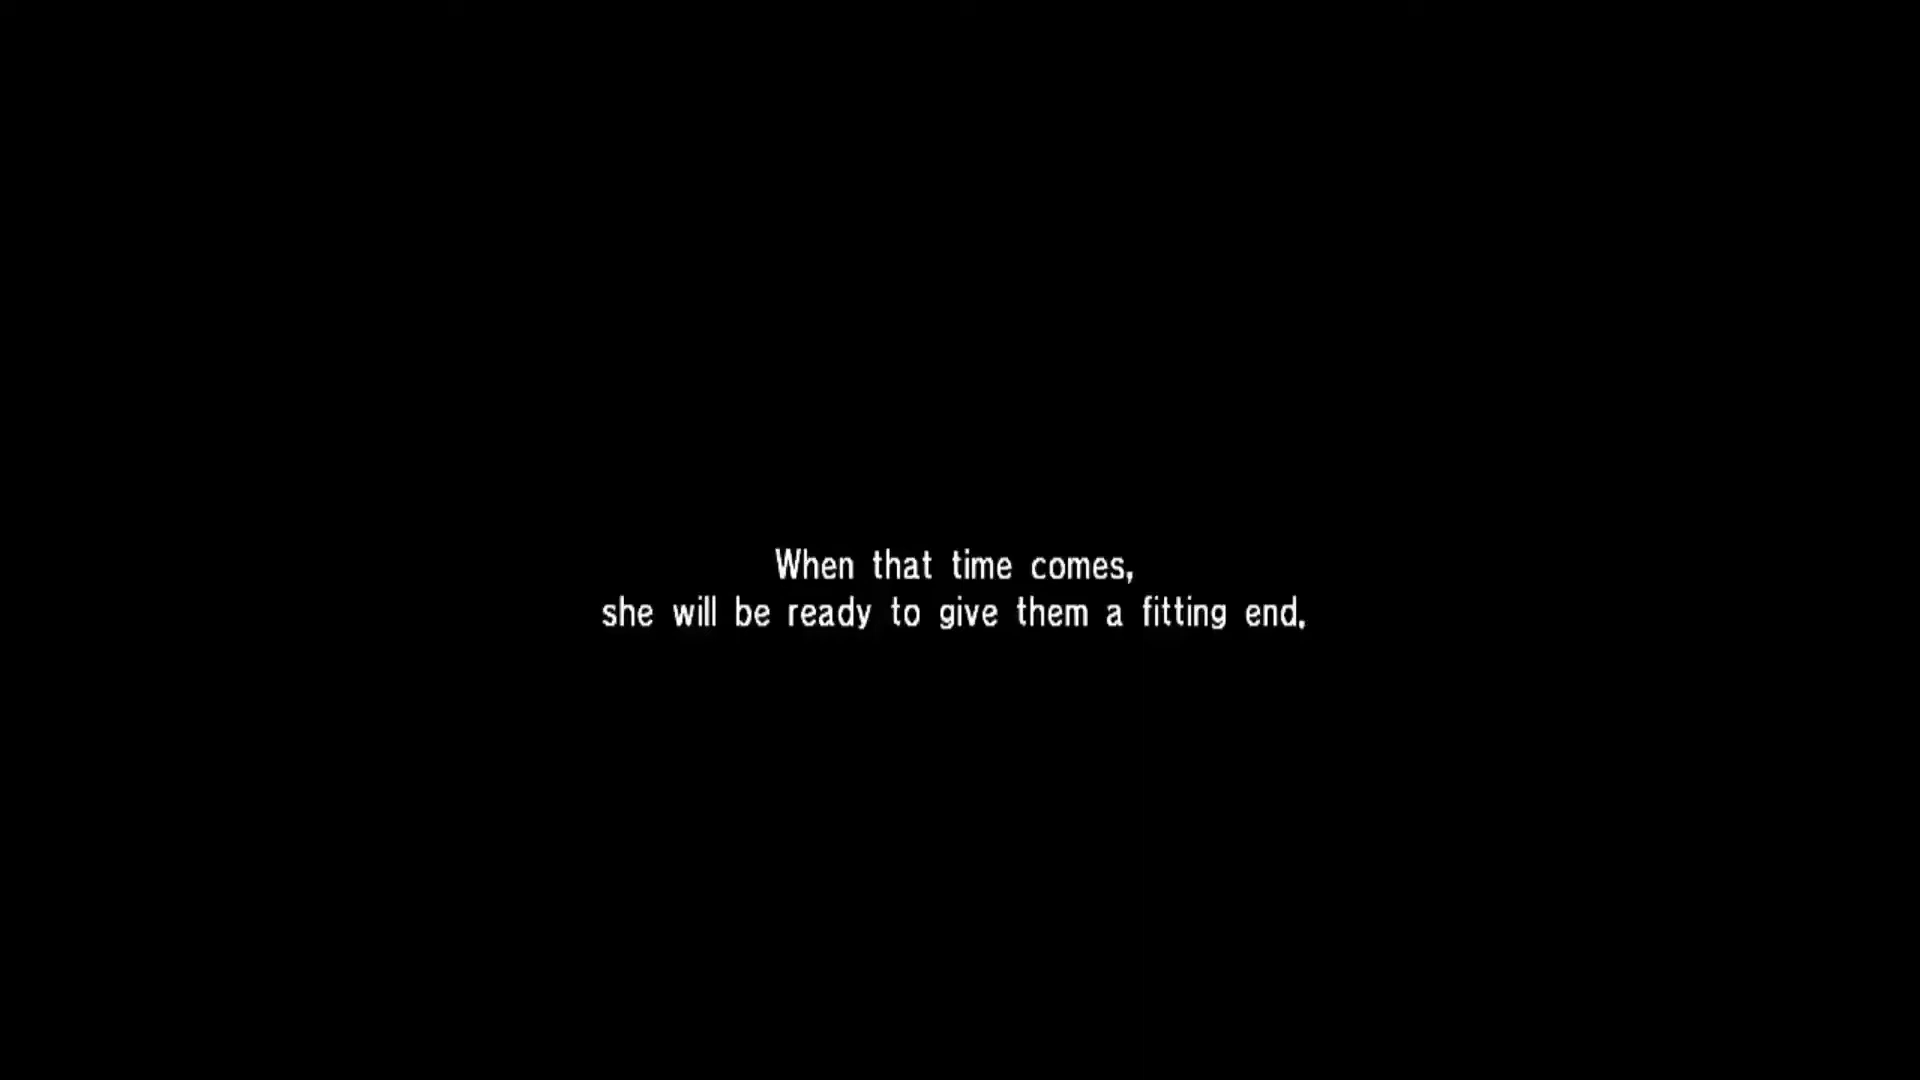 When that time comes,
she will be ready to give them a fitting end.